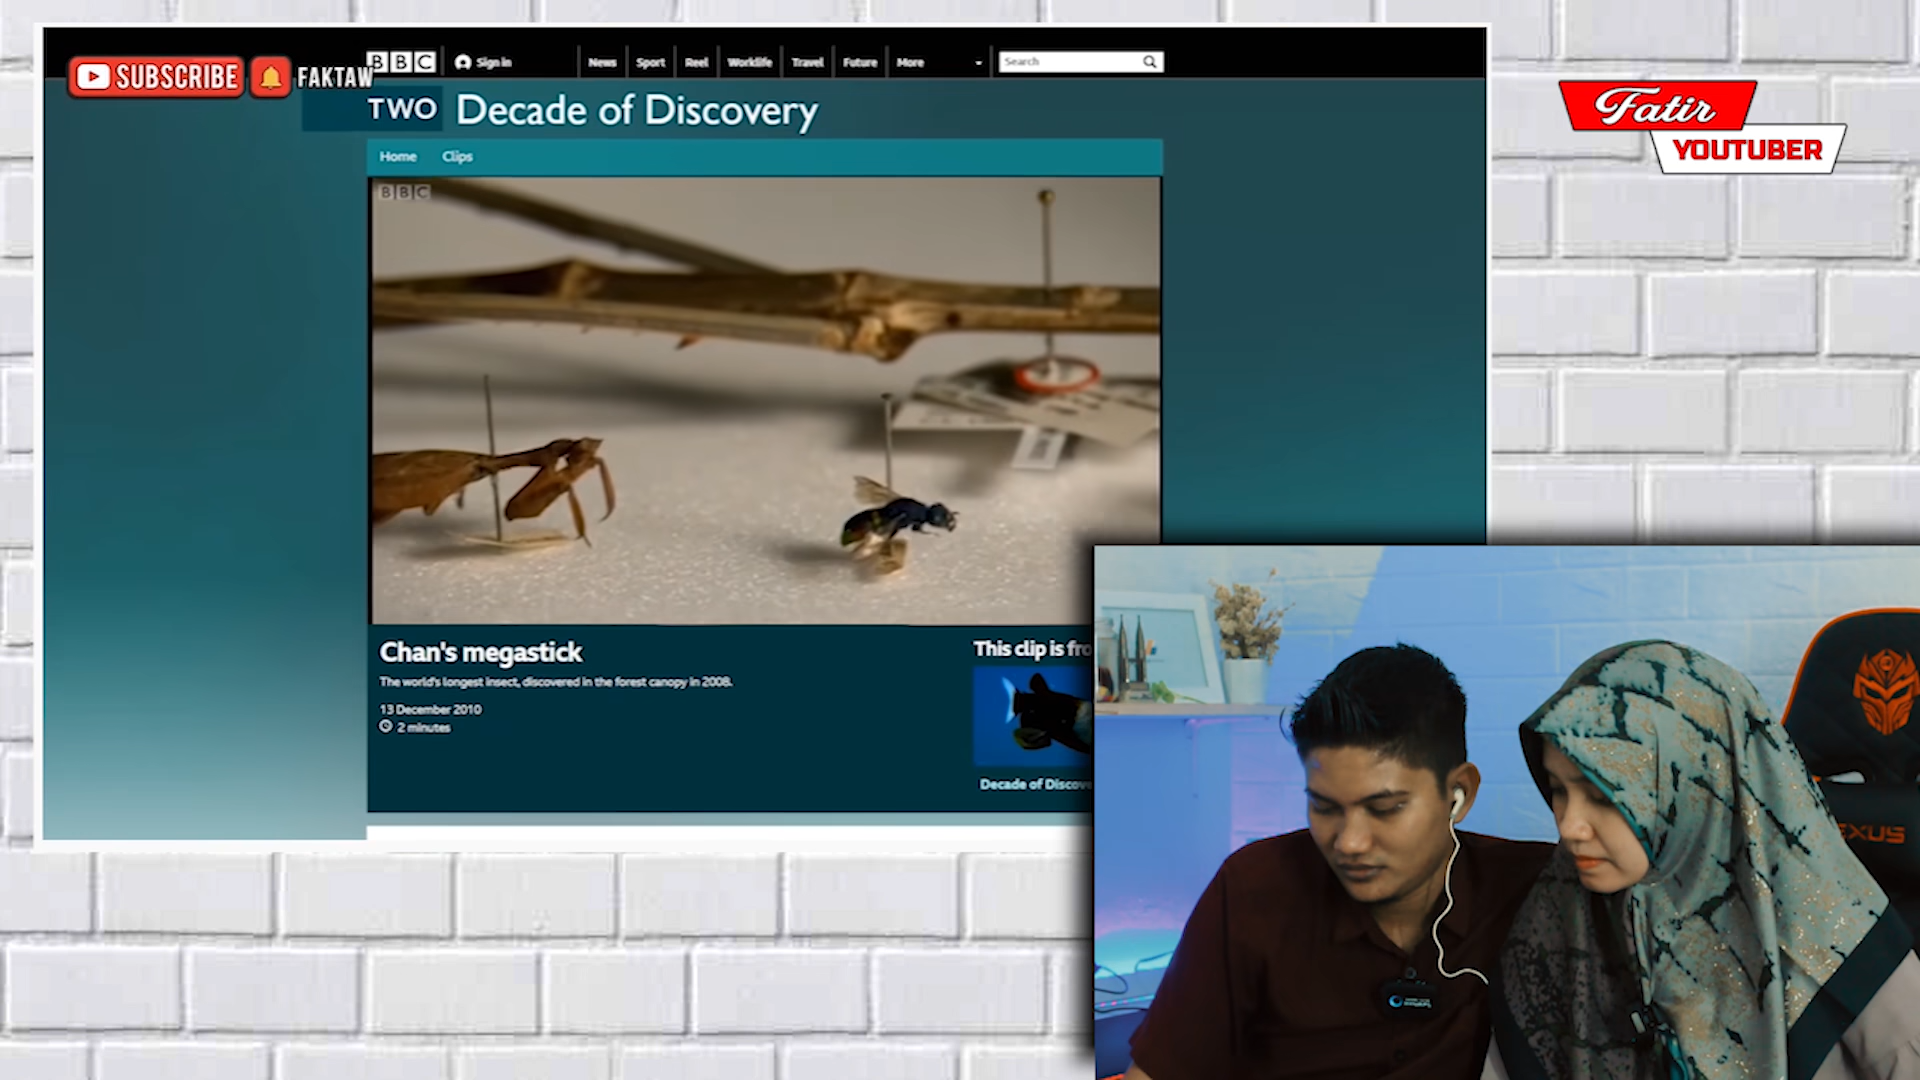 SUBSCRIBE
FAKTAW
BBC
Sign in
News
Sport
Reel
Worklife
Travel
Future
More
Search
TWO
Decade of Discovery
Home
Clips
BBC
Chan's megastick
The world's longest insect, discovered in the forest canopy in 2008.
13 December 2010
2 minutes
This clip is fro
Decade of Discove
Fatir
YOUTUBER
EXUS